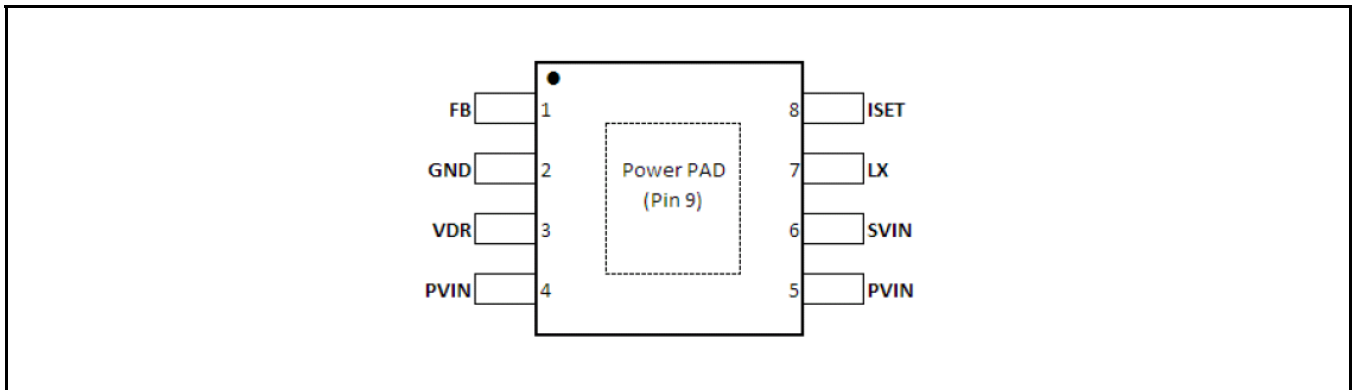 FB 1 8 ISET
GND 2 Power PAD 7 LX
(Pin 9)
VDR 3 6 SVIN
PVIN 4 5 PVIN